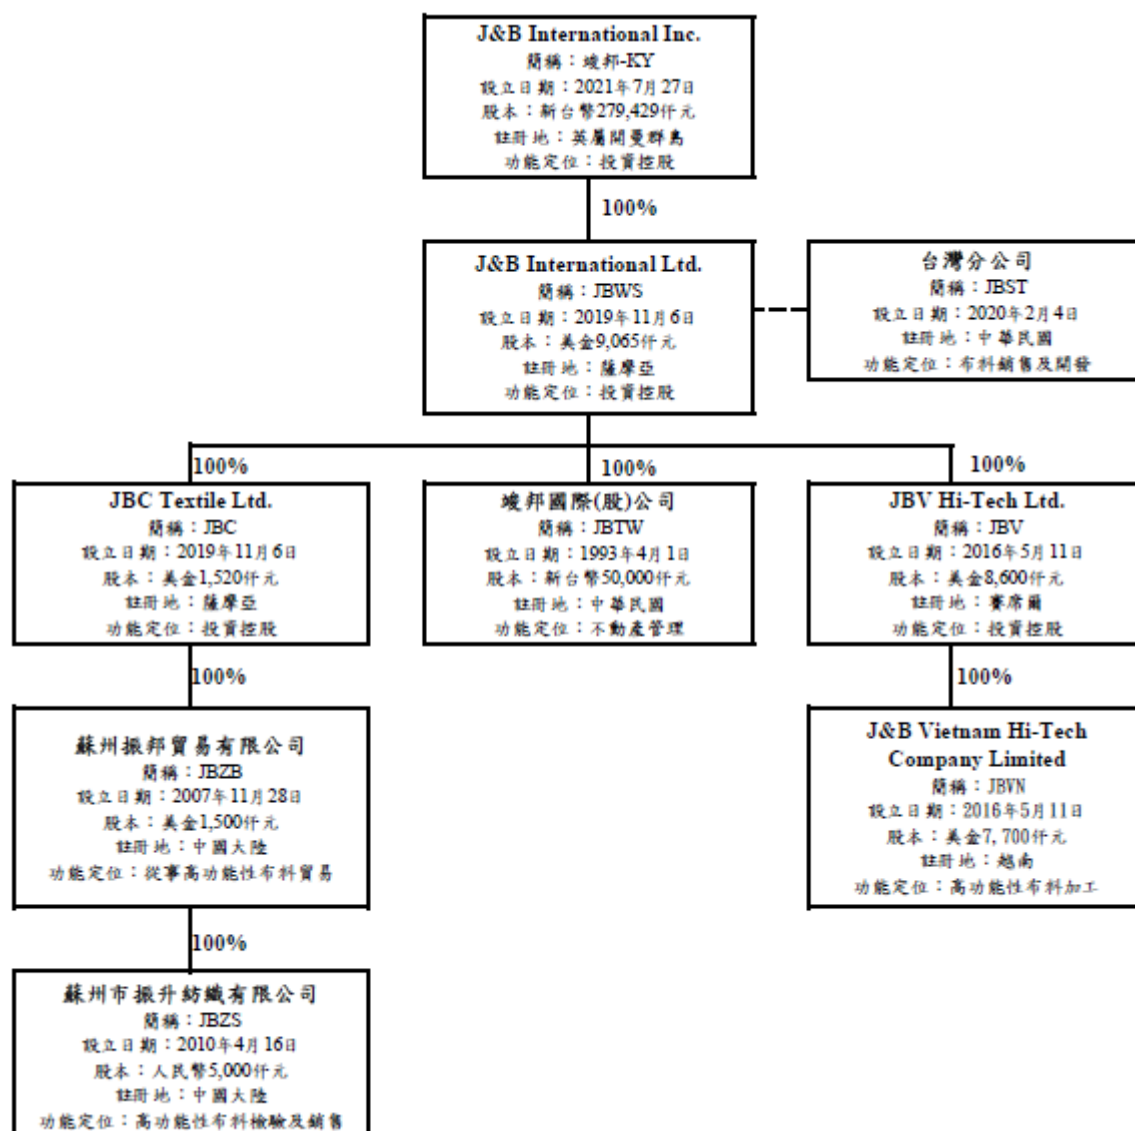 J&B International Inc.
簡稱：竣邦-KY
設立日期：2021年7月27日
股本：新台幣279,429仟元
註冊地：英屬開曼群島
功能定位：投資控股
100%
J&B International Ltd.
簡稱：JBWS
設立日期：2019年11月6日
股本：美金9,065仟元
註冊地：薩摩亞
功能定位：投資控股
台灣分公司
簡稱：JBST
設立日期：2020年2月4日
註冊地：中華民國
功能定位：布料銷售及開發
100%
100%
100%
JBC Textile Ltd.
簡稱：JBC
設立日期：2019年11月6日
股本：美金1,520仟元
註冊地：薩摩亞
功能定位：投資控股
竣邦國際(股)公司
簡稱：JBTW
設立日期：1993年4月1日
股本：新台幣50,000仟元
註冊地：中華民國
功能定位：不動產管理
JBV Hi-Tech Ltd.
簡稱：JBV
設立日期：2016年5月11日
股本：美金8,600仟元
註冊地：賽席爾
功能定位：投資控股
100%
100%
蘇州振邦貿易有限公司
簡稱：JBZB
設立日期：2007年11月28日
股本：美金1,500仟元
註冊地：中國大陸
功能定位：從事高功能性布料貿易
J&B Vietnam Hi-Tech
Company Limited
簡稱：JBVN
設立日期：2016年5月11日
股本：美金7,700仟元
註冊地：越南
功能定位：高功能性布料加工
100%
蘇州市振升紡織有限公司
簡稱：JBZS
設立日期：2010年4月16日
股本：人民幣5,000仟元
註冊地：中國大陸
功能定位：高功能性布料檢驗及銷售